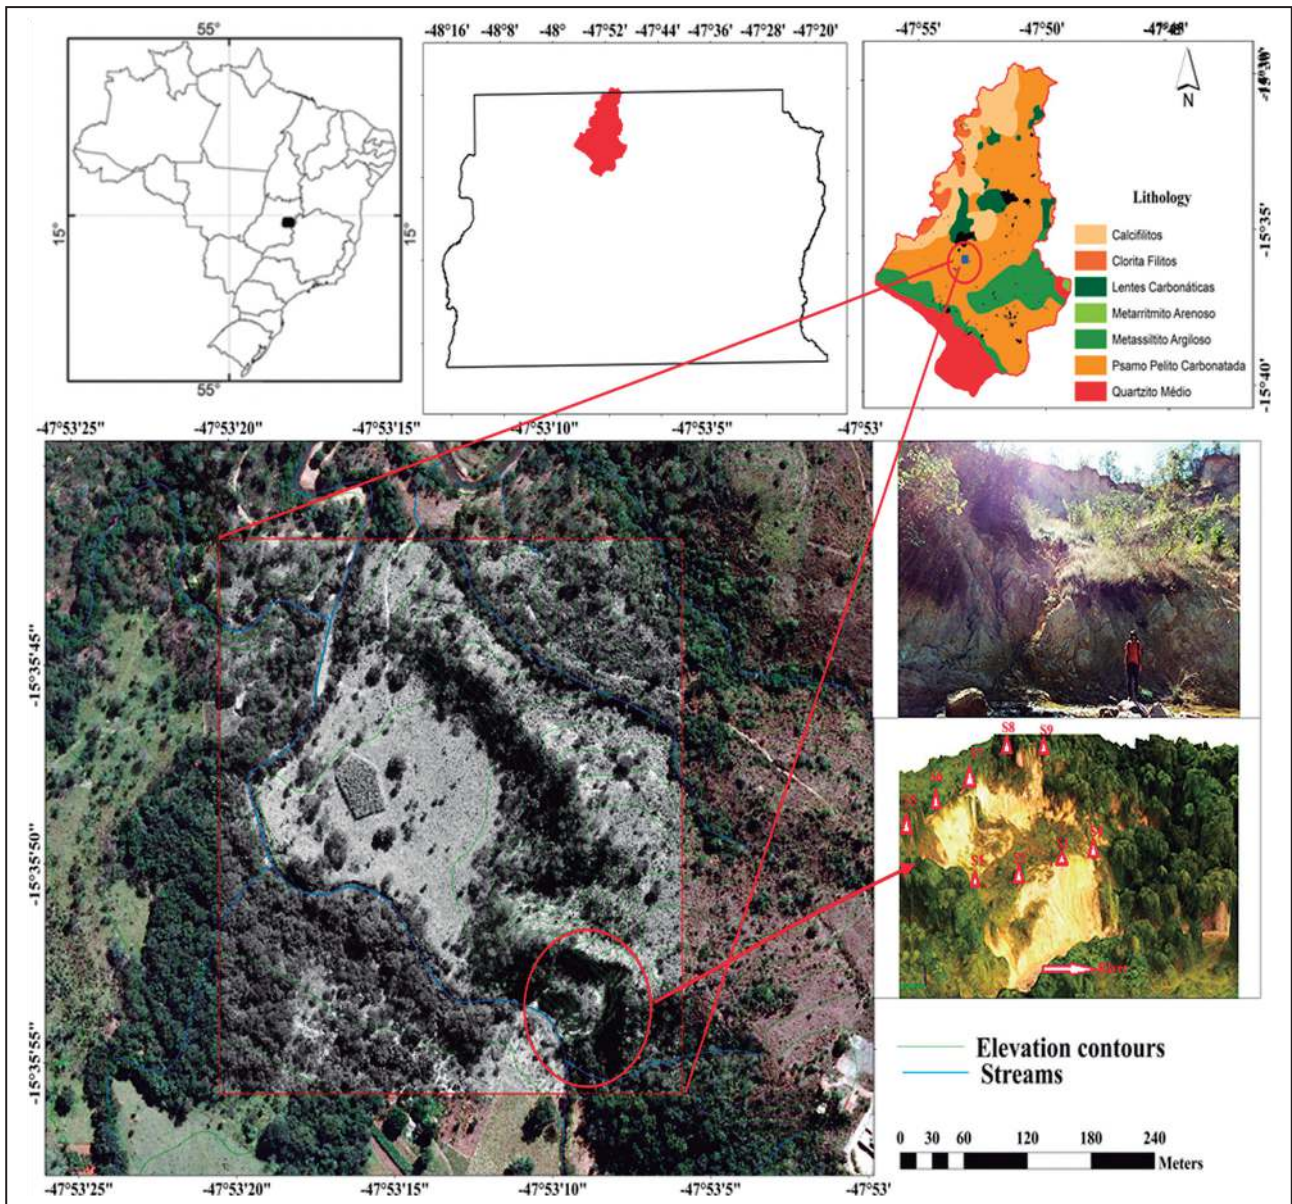 55°
15°
15°
55°
-48°16' -48°8' -48° -47°52' -47°44' -47°36' -47°28' -47°20'
-47°55' -47°50'
N
-15°35'
-15°40'
Lithology
Calcifilitos
Clorita Filitos
Lentes Carbonáticas
Metarritmito Arenoso
Metassiltito Argiloso
Psamo Pelito Carbonatada
Quartzito Médio
-47°53'25" -47°53'20" -47°53'15" -47°53'10" -47°53'5" -47°53'
-15°35'45"
-15°35'50"
-15°35'55"
S8 S9
Elevation contours
Streams
0 30 60 120 180 240
Meters
-47°53'25" -47°53'20" -47°53'15" -47°53'10" -47°53'5" -47°53'